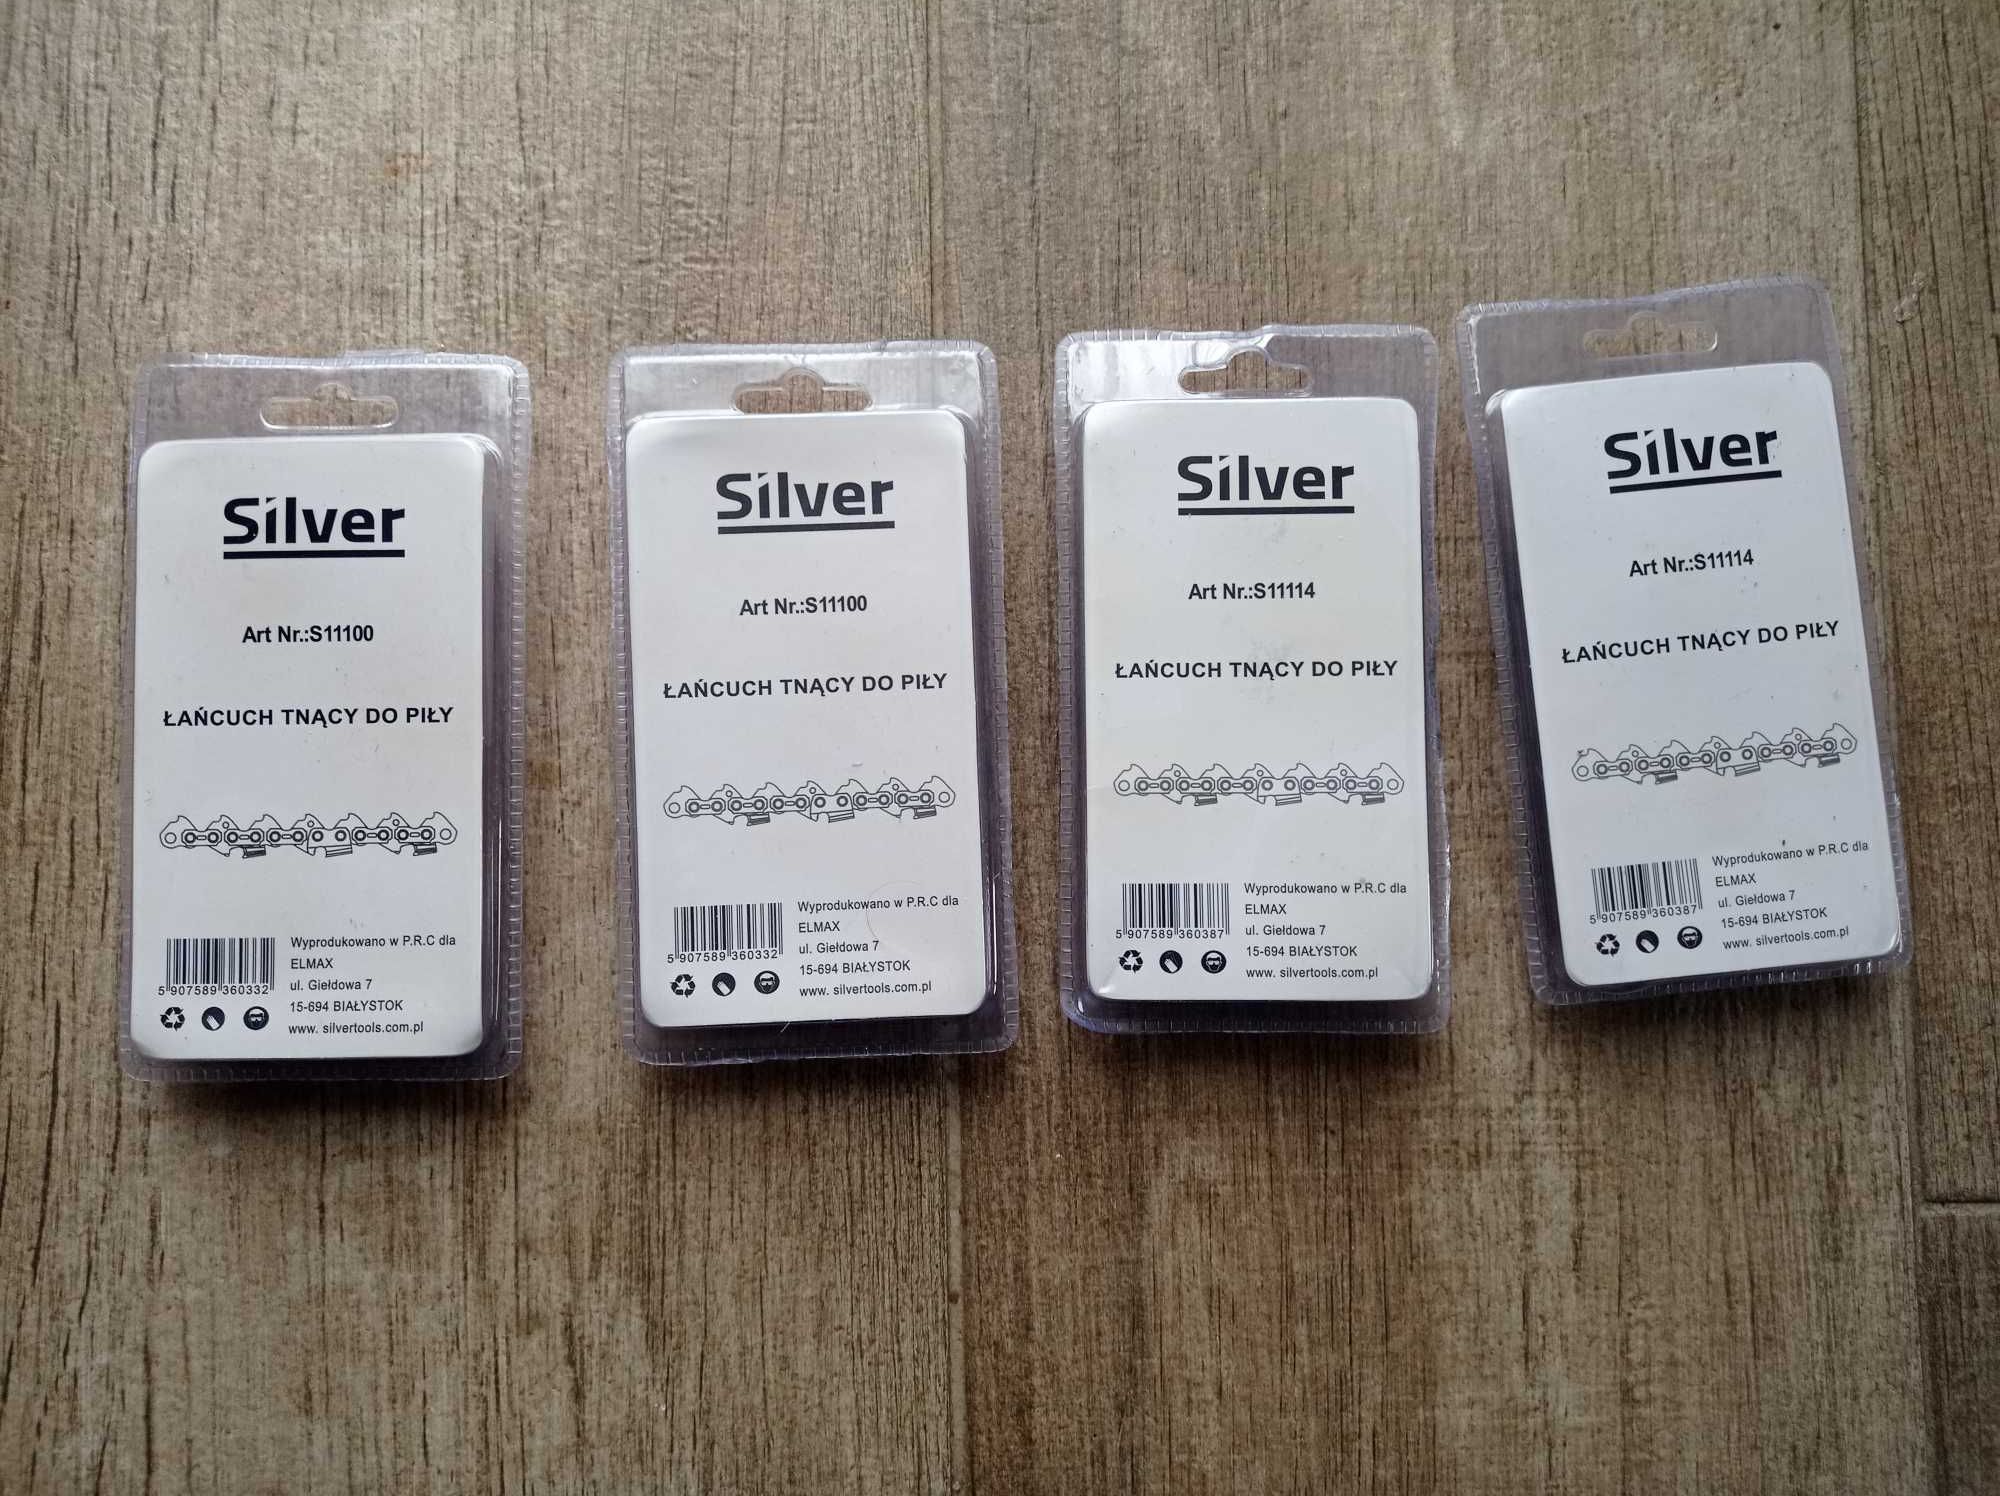 Silver
Art Nr.:S11100
ŁAŃCUCH TNĄCY DO PIŁY
Wyprodukowano w P.R.C dla
ELMAX
ul. Giełdowa 7
15-694 BIAŁYSTOK
www. silvertools.com.pl
5 907589 360332
Silver
Art Nr.:S11100
ŁAŃCUCH TNĄCY DO PIŁY
Wyprodukowano w P.R.C dla
ELMAX
ul. Giełdowa 7
15-694 BIAŁYSTOK
www. silvertools.com.pl
5 907589 360332
Silver
Art Nr.:S11114
ŁAŃCUCH TNĄCY DO PIŁY
Wyprodukowano w P.R.C dla
ELMAX
ul. Giełdowa 7
15-694 BIAŁYSTOK
www. silvertools.com.pl
5 907589 360387
Silver
Art Nr.:S11114
ŁAŃCUCH TNĄCY DO PIŁY
Wyprodukowano w P.R.C dla
ELMAX
ul. Giełdowa 7
15-694 BIAŁYSTOK
www. silvertools.com.pl
5 907589 360387